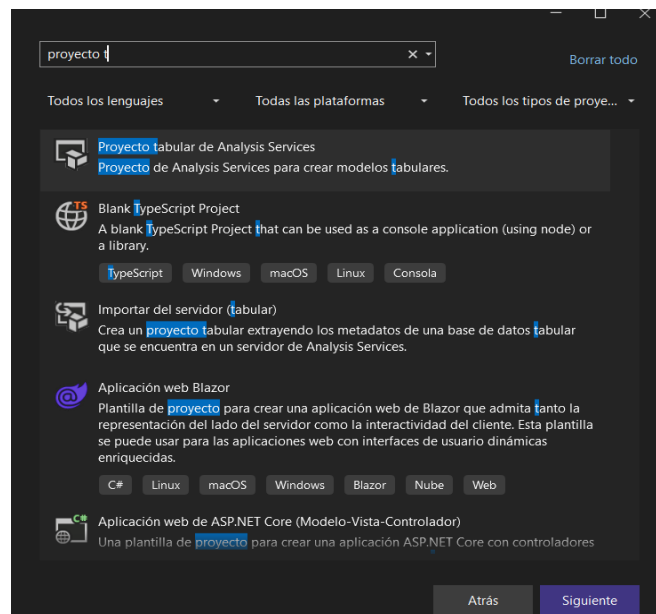 proyecto t
Borrar todo
Todos los lenguajes
Todas las plataformas
Todos los tipos de proye...
Proyecto tabular de Analysis Services
Proyecto de Analysis Services para crear modelos tabulares.
TS
Blank TypeScript Project
A blank TypeScript Project that can be used as a console application (using node) or
a library.
TypeScript
Windows
macOS
Linux
Consola
Importar del servidor (tabular)
Crea un proyecto tabular extrayendo los metadatos de una base de datos tabular
que se encuentra en un servidor de Analysis Services.
Aplicación web Blazor
Plantilla de proyecto para crear una aplicación web de Blazor que admita tanto la
representación del lado del servidor como la interactividad del cliente. Esta plantilla
se puede usar para las aplicaciones web con interfaces de usuario dinámicas
enriquecidas.
C#
Linux
macOS
Windows
Blazor
Nube
Web
C#
Aplicación web de ASP.NET Core (Modelo-Vista-Controlador)
Una plantilla de proyecto para crear una aplicación ASP.NET Core con controladores
Atrás
Siguiente